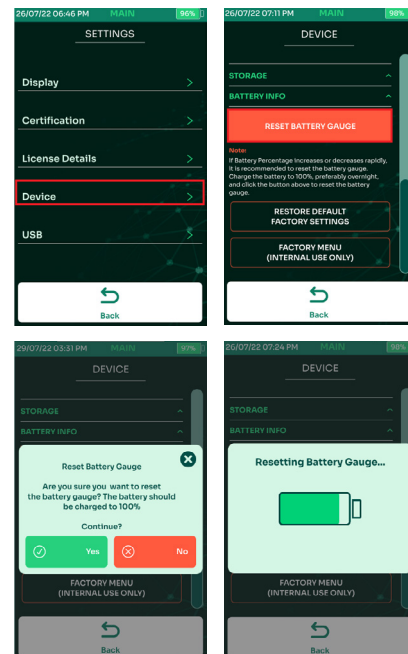 26/07/22 06:46 PM MAIN 96%
SETTINGS
Display
Certification
License Details
Device
USB
Back
26/07/22 07:11 PM MAIN 98%
DEVICE
STORAGE
BATTERY INFO
RESET BATTERY GAUGE
Note:
If Battery Percentage Increases or decreases rapidly,
It is recommended to reset the battery gauge.
Charge the battery to 100%, preferably overnight,
and click the button above to reset the battery
gauge.
RESTORE DEFAULT
FACTORY SETTINGS
FACTORY MENU
(INTERNAL USE ONLY)
Back
29/07/22 03:31 PM MAIN 97%
DEVICE
STORAGE
BATTERY INFO
Reset Battery Gauge
Are you sure you want to reset
the battery gauge? The battery should
be charged to 100%
Continue?
Yes
No
FACTORY MENU
(INTERNAL USE ONLY)
Back
26/07/22 07:24 PM MAIN 98%
DEVICE
STORAGE
BATTERY INFO
Resetting Battery Gauge...
FACTORY MENU
(INTERNAL USE ONLY)
Back